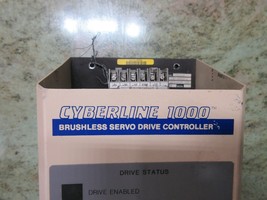 CYBERLINE 1000™
BRUSHLESS SERVO DRIVE CONTROLLER
DRIVE STATUS
DRIVE ENABLED